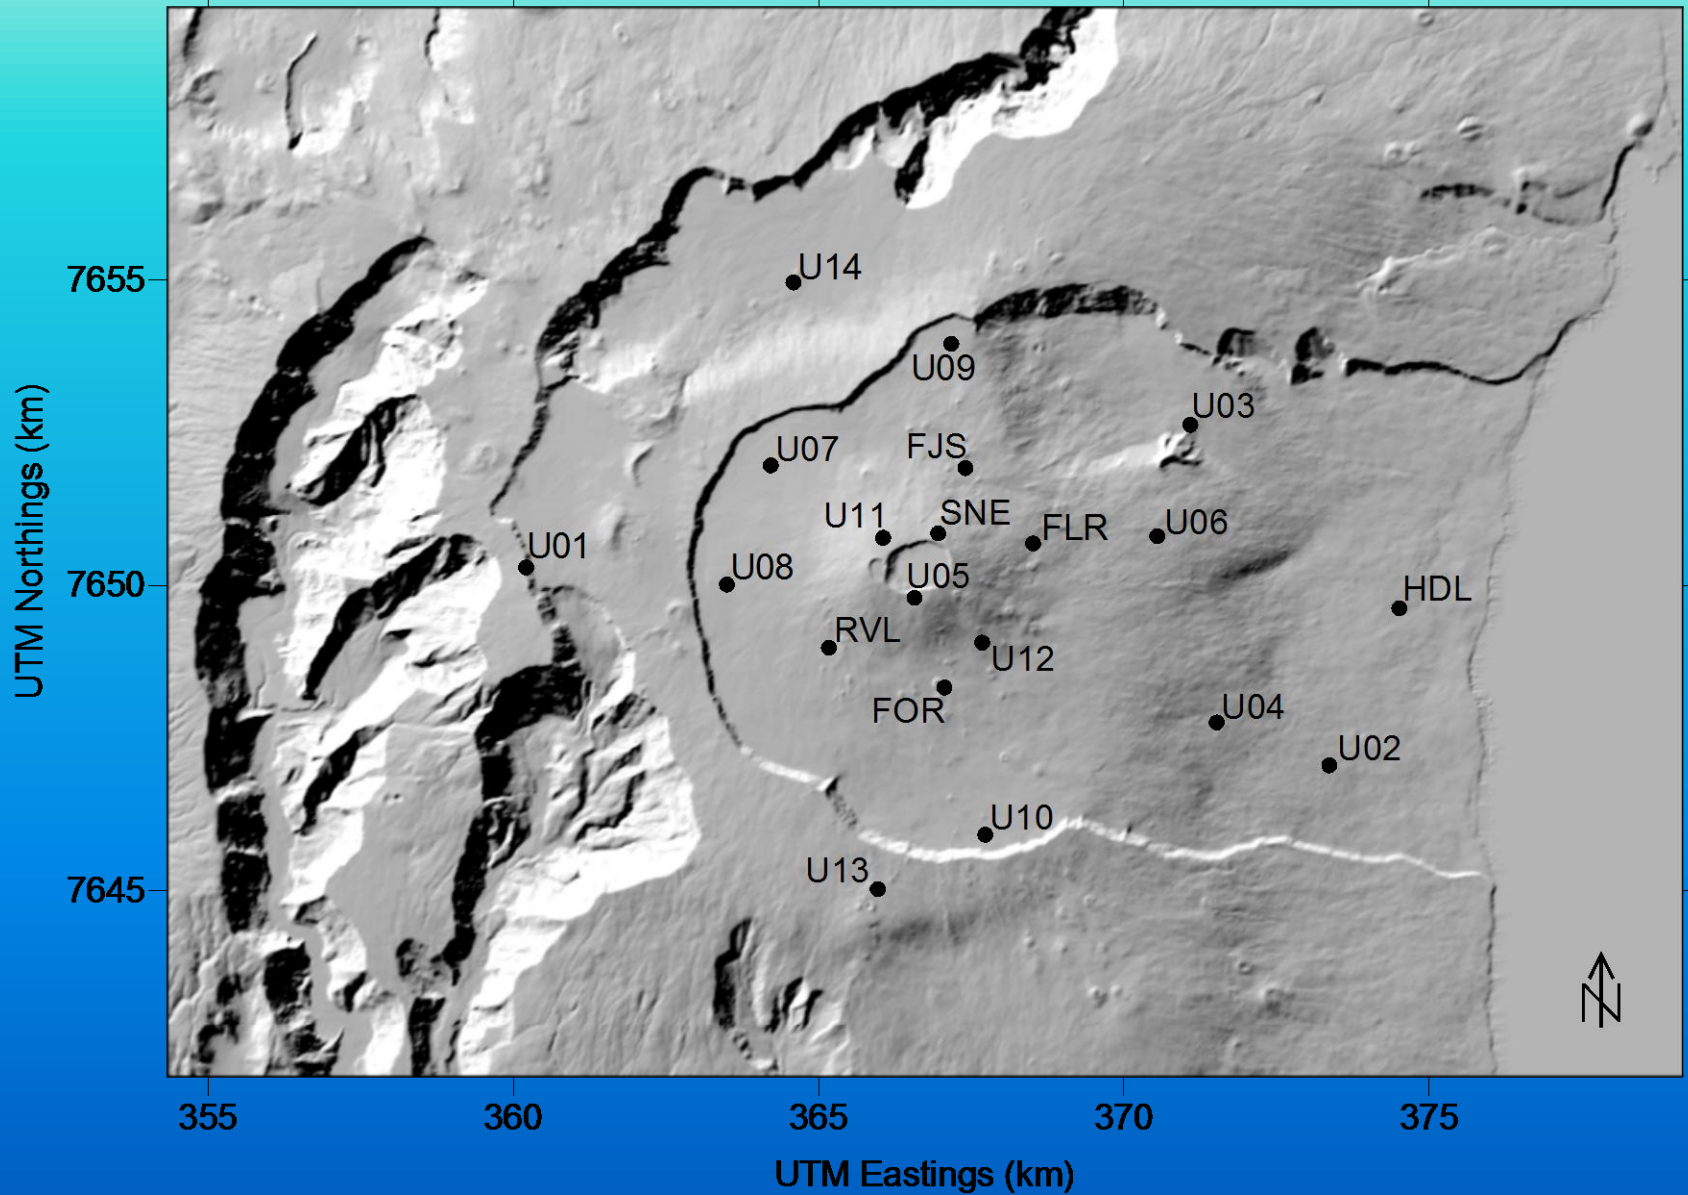 7655
U14
U09
U03
U07
FJS
U11
SNE
FLR
U06
U01
U08
U05
HDL
7650
RVL
U12
FOR
U04
U02
U10
U13
7645
N
355
360
365
370
375
UTM Eastings (km)
UTM Northings (km)